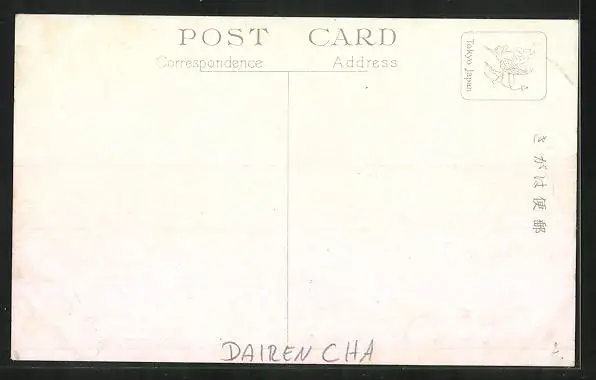 POST CARD
Correspondence
Address
Tokyo Japan
きがは便郵
DAIREN CHA